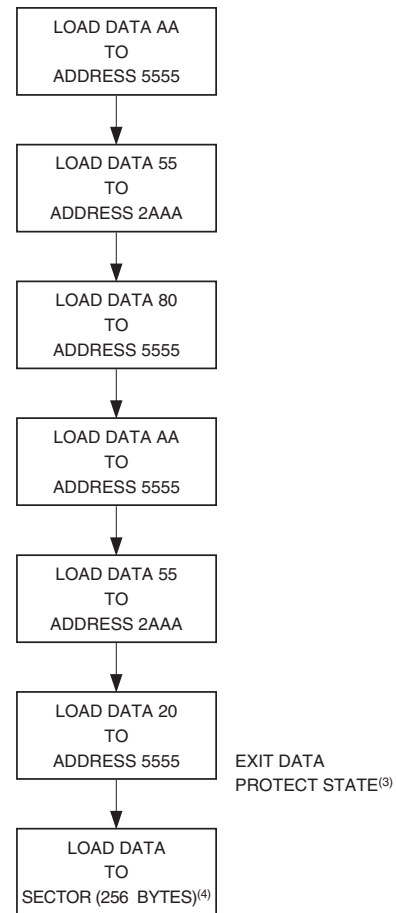 LOAD DATA AA
TO
ADDRESS 5555
LOAD DATA 55
TO
ADDRESS 2AAA
LOAD DATA 80
TO
ADDRESS 5555
LOAD DATA AA
TO
ADDRESS 5555
LOAD DATA 55
TO
ADDRESS 2AAA
LOAD DATA 20
TO
ADDRESS 5555
EXIT DATA
PROTECT STATE(3)
LOAD DATA
TO
SECTOR (256 BYTES)(4)